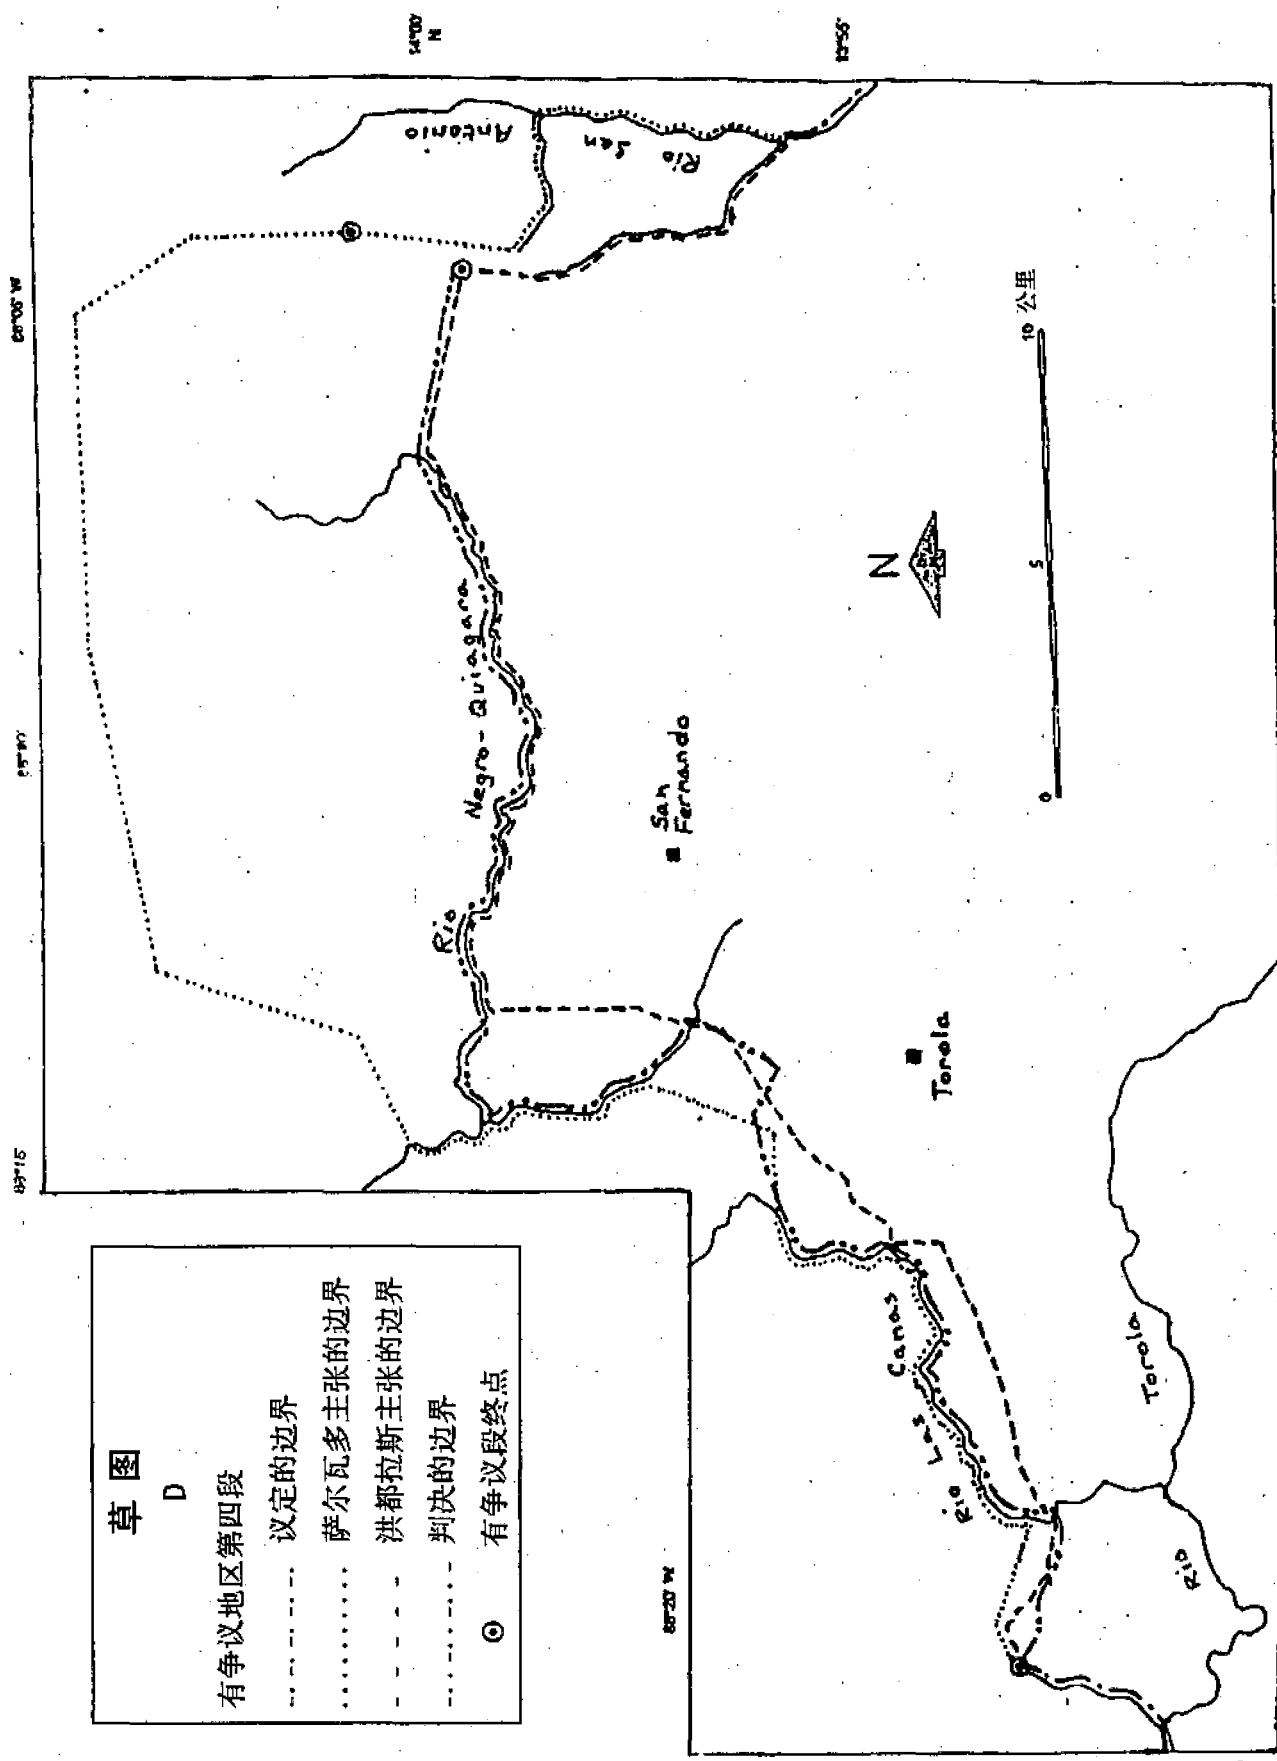 草图
D
有争议地区第四段
议定的边界
萨尔瓦多主张的边界
洪都拉斯主张的边界
判决的边界
有争议段终点
N
Antonio
San
Rio
Rio
Negro-Quiagara
San
Fernando
Torola
N
0
5
10 公里
Rio
Las
Canas
Rio
Torola